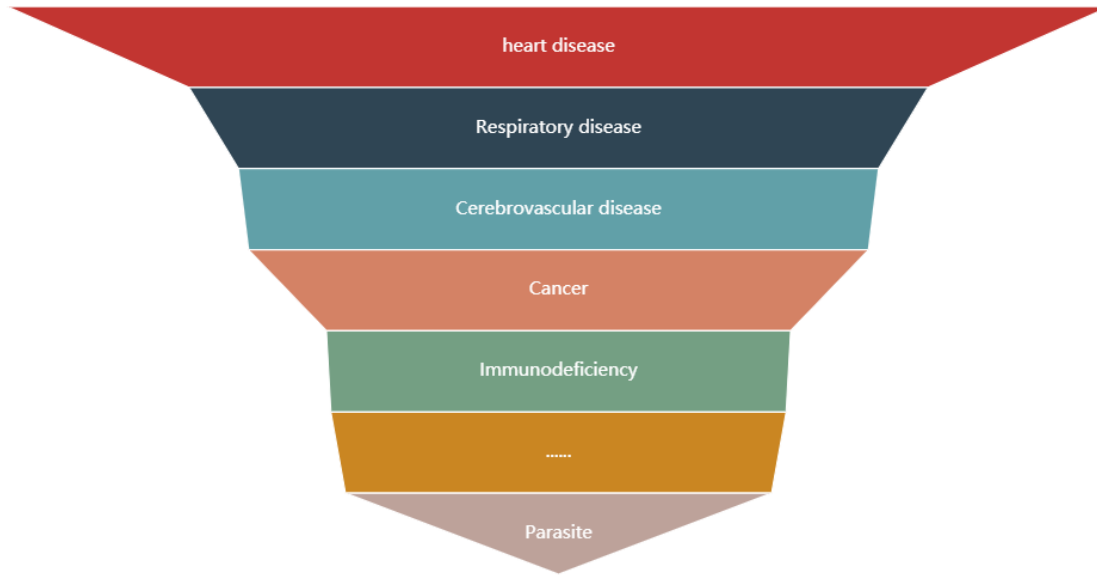 heart disease
Respiratory disease
Cerebrovascular disease
Cancer
Immunodeficiency
......
Parasite